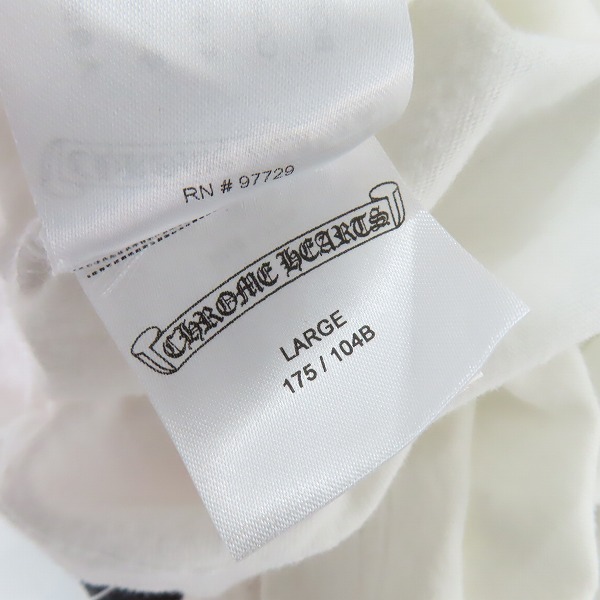 RN # 97729
CHROME HEARTS
LARGE
175 / 104B